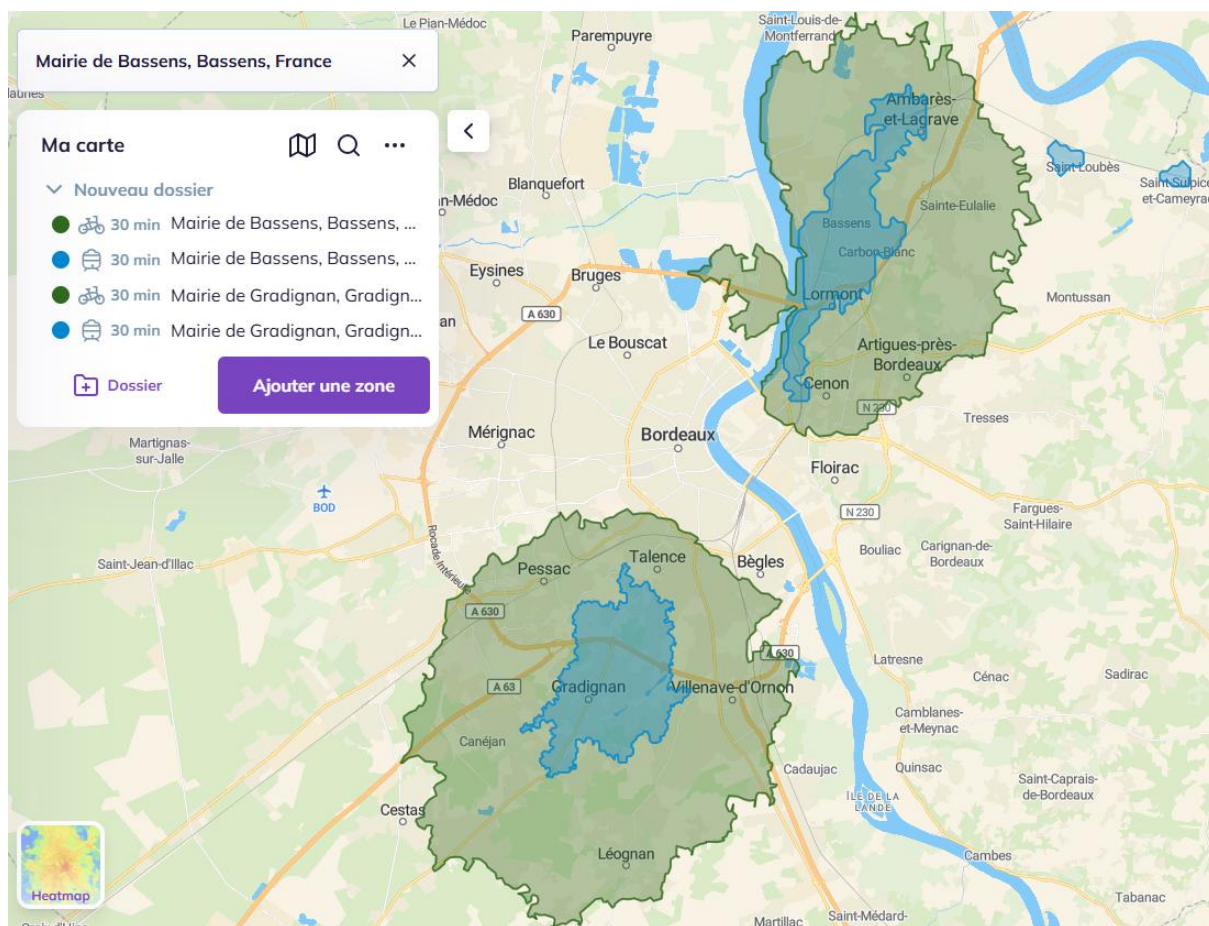 Mairie de Bassens, Bassens, France
Ma carte
Nouveau dossier
30 min Mairie de Bassens, Bassens, ...
30 min Mairie de Bassens, Bassens, ...
30 min Mairie de Gradignan, Gradign...
30 min Mairie de Gradignan, Gradign...
Dossier
Ajouter une zone
Heatmap
Le Pian-Médoc
Parempuyre
Saint-Louis-de-
Montferrand
Ambarès-
et-Lagrave
Saint-Loubès
Saint-Sulpice
et-Cameyrac
Blanquefort
Sainte-Eulalie
Bassens
Carbon-Blanc
Eysines
Bruges
Lormont
Montussan
A 630
Le Bouscat
Artigues-près-
Bordeaux
Cenon
N 230
Tresses
Martignas-
sur-Jalle
Mérignac
Bordeaux
Floirac
BOD
N 230
Fargues-
Saint-Hilaire
Rocade Intérieure
Saint-Jean-d'Illac
Pessac
Talence
Bègles
Bouliac
Carignan-de-
Bordeaux
A 630
A 630
Latresne
Cénac
Sadirac
A 63
Gradignan
Villenave-d'Ornon
Camblanes-
et-Meynac
Canéjan
Cadaujac
Quinsac
Saint-Caprais-
de-Bordeaux
ILE DE LA
LANDE
Cestas
Léognan
Cambes
Tabanac
Martillac
Saint-Médard-